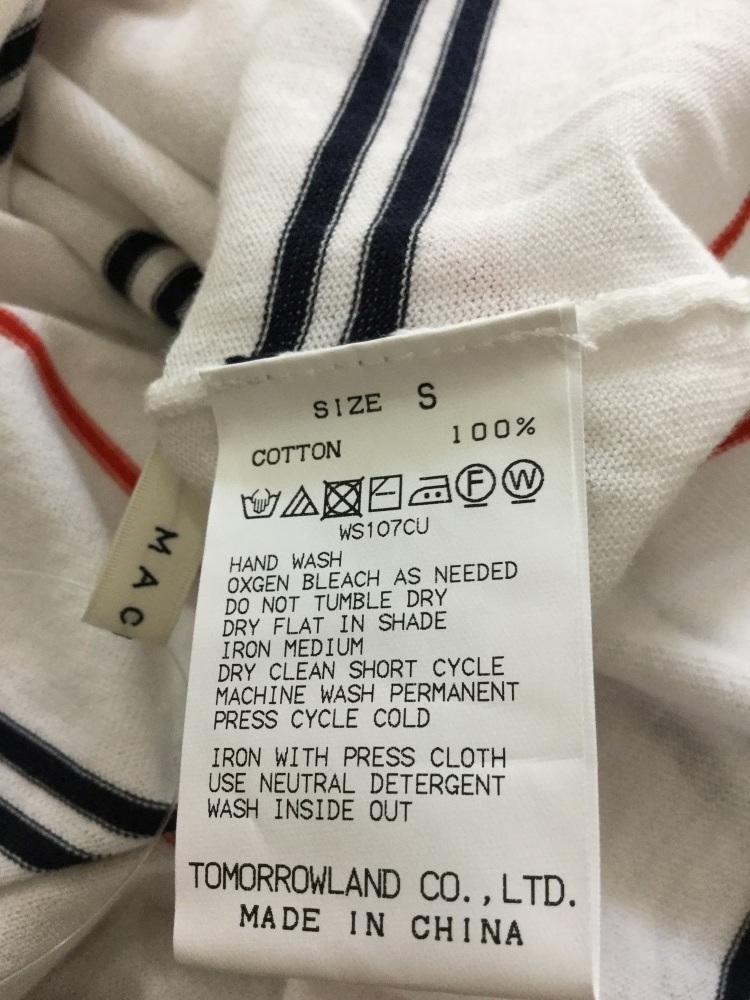 SIZE S
COTTON 100%
F W
WS107CU
HAND WASH
OXGEN BLEACH AS NEEDED
DO NOT TUMBLE DRY
DRY FLAT IN SHADE
IRON MEDIUM
DRY CLEAN SHORT CYCLE
MACHINE WASH PERMANENT
PRESS CYCLE COLD
IRON WITH PRESS CLOTH
USE NEUTRAL DETERGENT
WASH INSIDE OUT
TOMORROWLAND CO.,LTD.
MADE IN CHINA
MAC